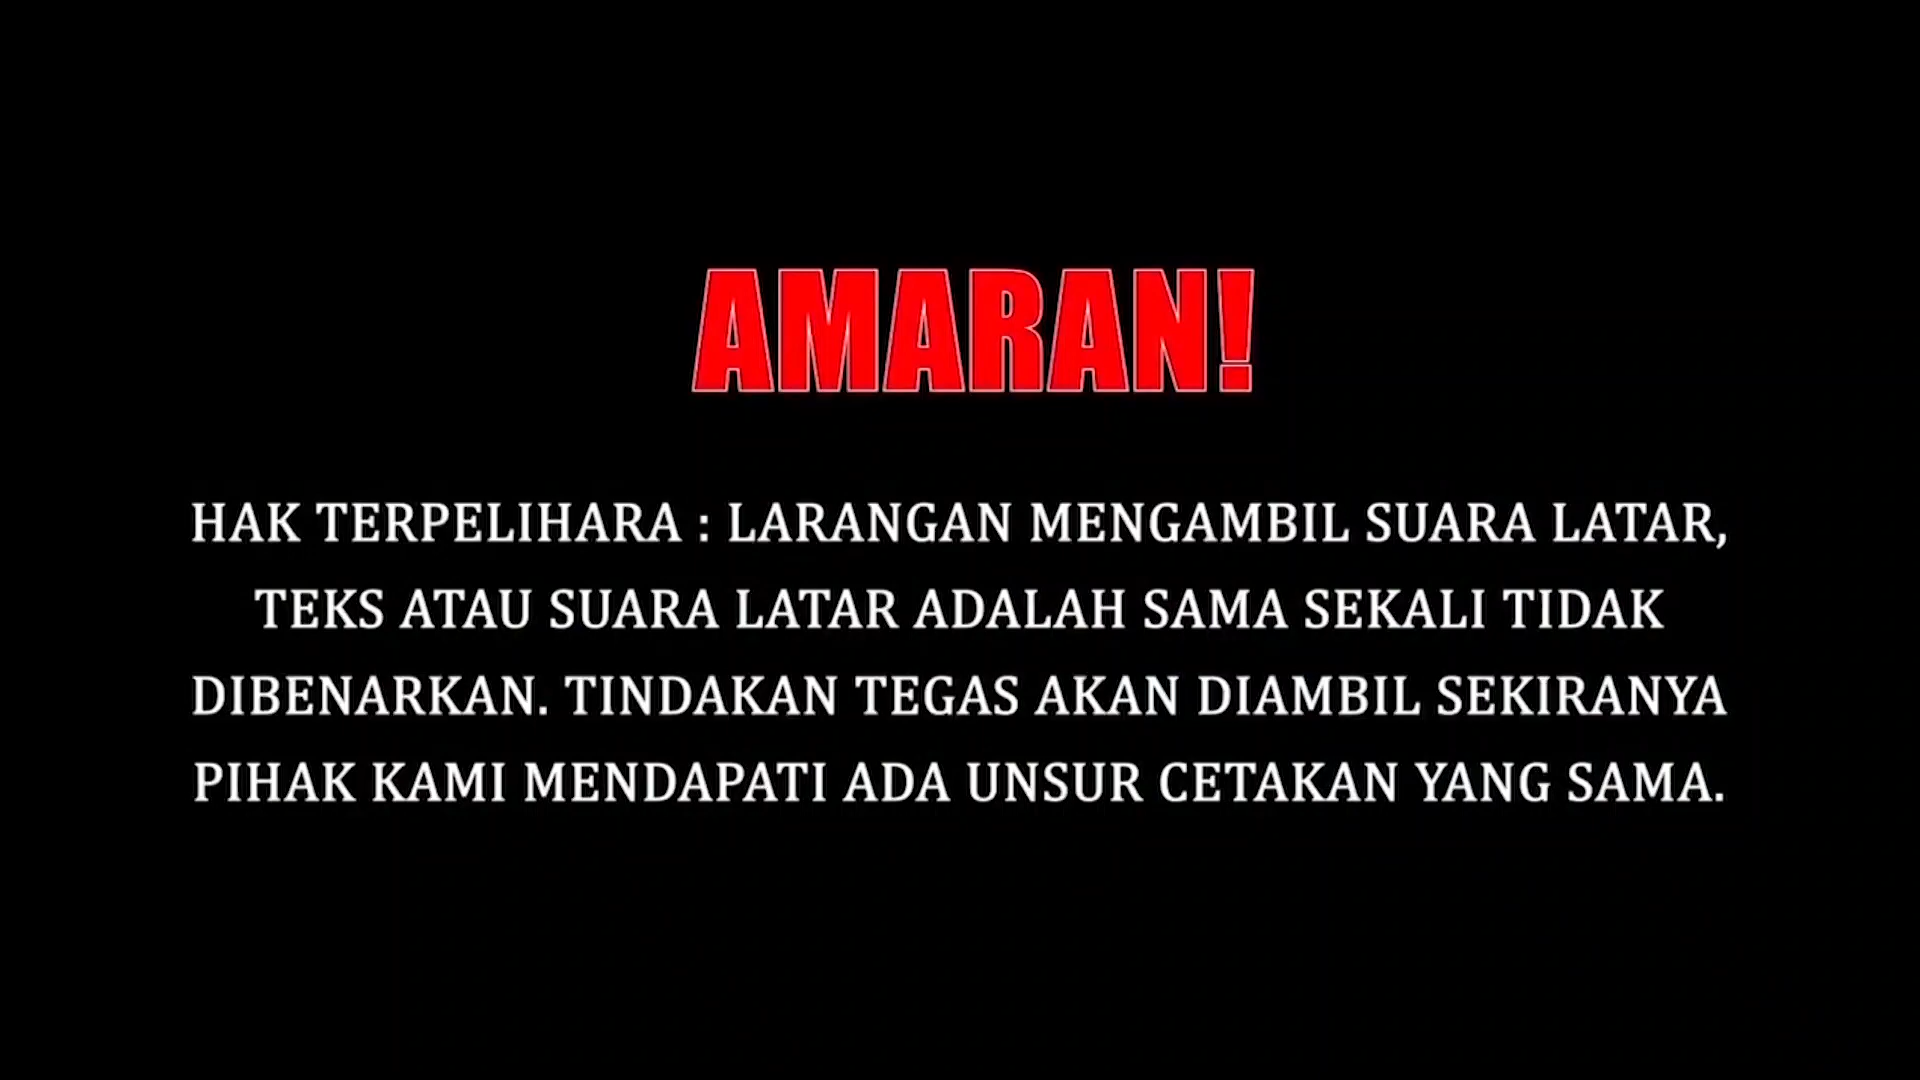 AMARAN!
HAK TERPELIHARA : LARANGAN MENGAMBIL SUARA LATAR,
TEKS ATAU SUARA LATAR ADALAH SAMA SEKALI TIDAK
DIBENARKAN. TINDAKAN TEGAS AKAN DIAMBIL SEKIRANYA
PIHAK KAMI MENDAPATI ADA UNSUR CETAKAN YANG SAMA.